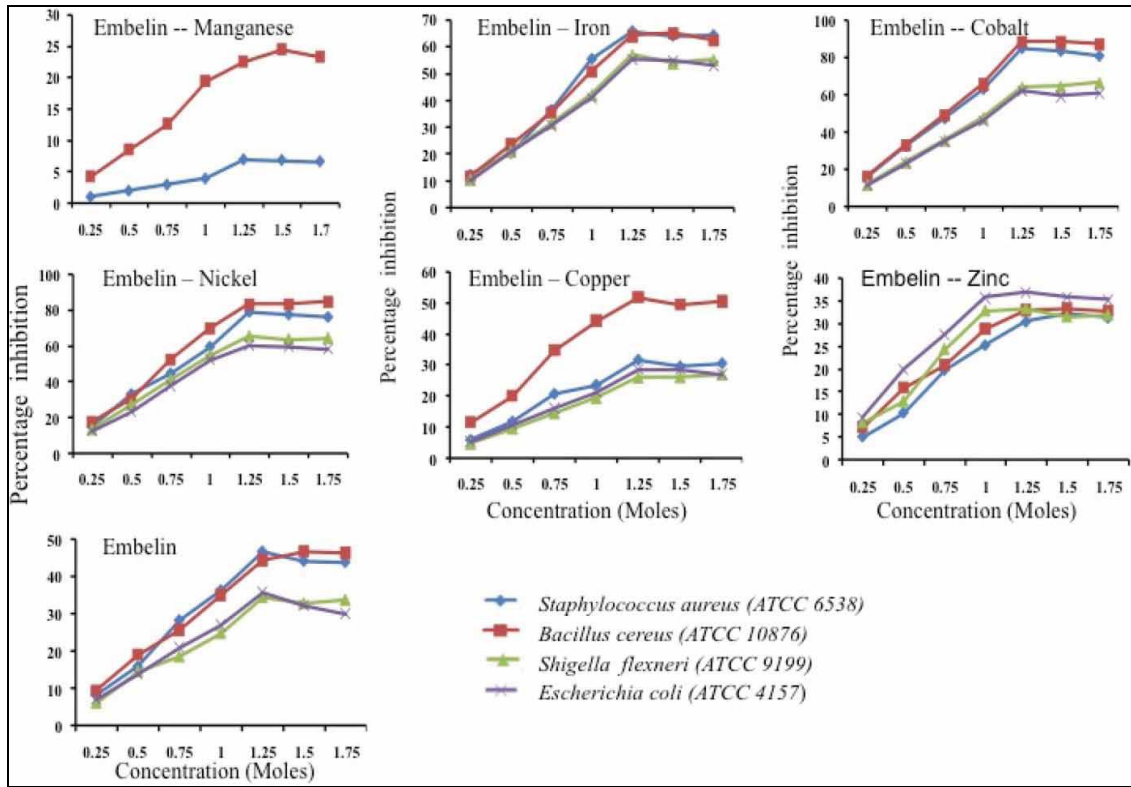 Embelin -- Manganese
30
25
20
15
10
5
0
0.25 0.5 0.75 1 1.25 1.5 1.7
Embelin – Iron
70
60
50
40
30
20
10
0
0.25 0.5 0.75 1 1.25 1.5 1.75
Embelin -- Cobalt
100
80
60
40
20
0
0.25 0.5 0.75 1 1.25 1.5 1.75
Embelin – Nickel
100
80
60
40
20
0
0.25 0.5 0.75 1 1.25 1.5 1.75
Percentage inhibition
Embelin – Copper
60
50
40
30
20
10
0
0.25 0.5 0.75 1 1.25 1.5 1.75
Percentage inhibition
Concentration (Moles)
Embelin -- Zinc
40
35
30
25
20
15
10
5
0
0.25 0.5 0.75 1 1.25 1.5 1.75
Percentage inhibition
Concentration (Moles)
Embelin
50
40
30
20
10
0
0.25 0.5 0.75 1 1.25 1.5 1.75
Concentration (Moles)
Staphylococcus aureus (ATCC 6538)
Bacillus cereus (ATCC 10876)
Shigella flexneri (ATCC 9199)
Escherichia coli (ATCC 4157)